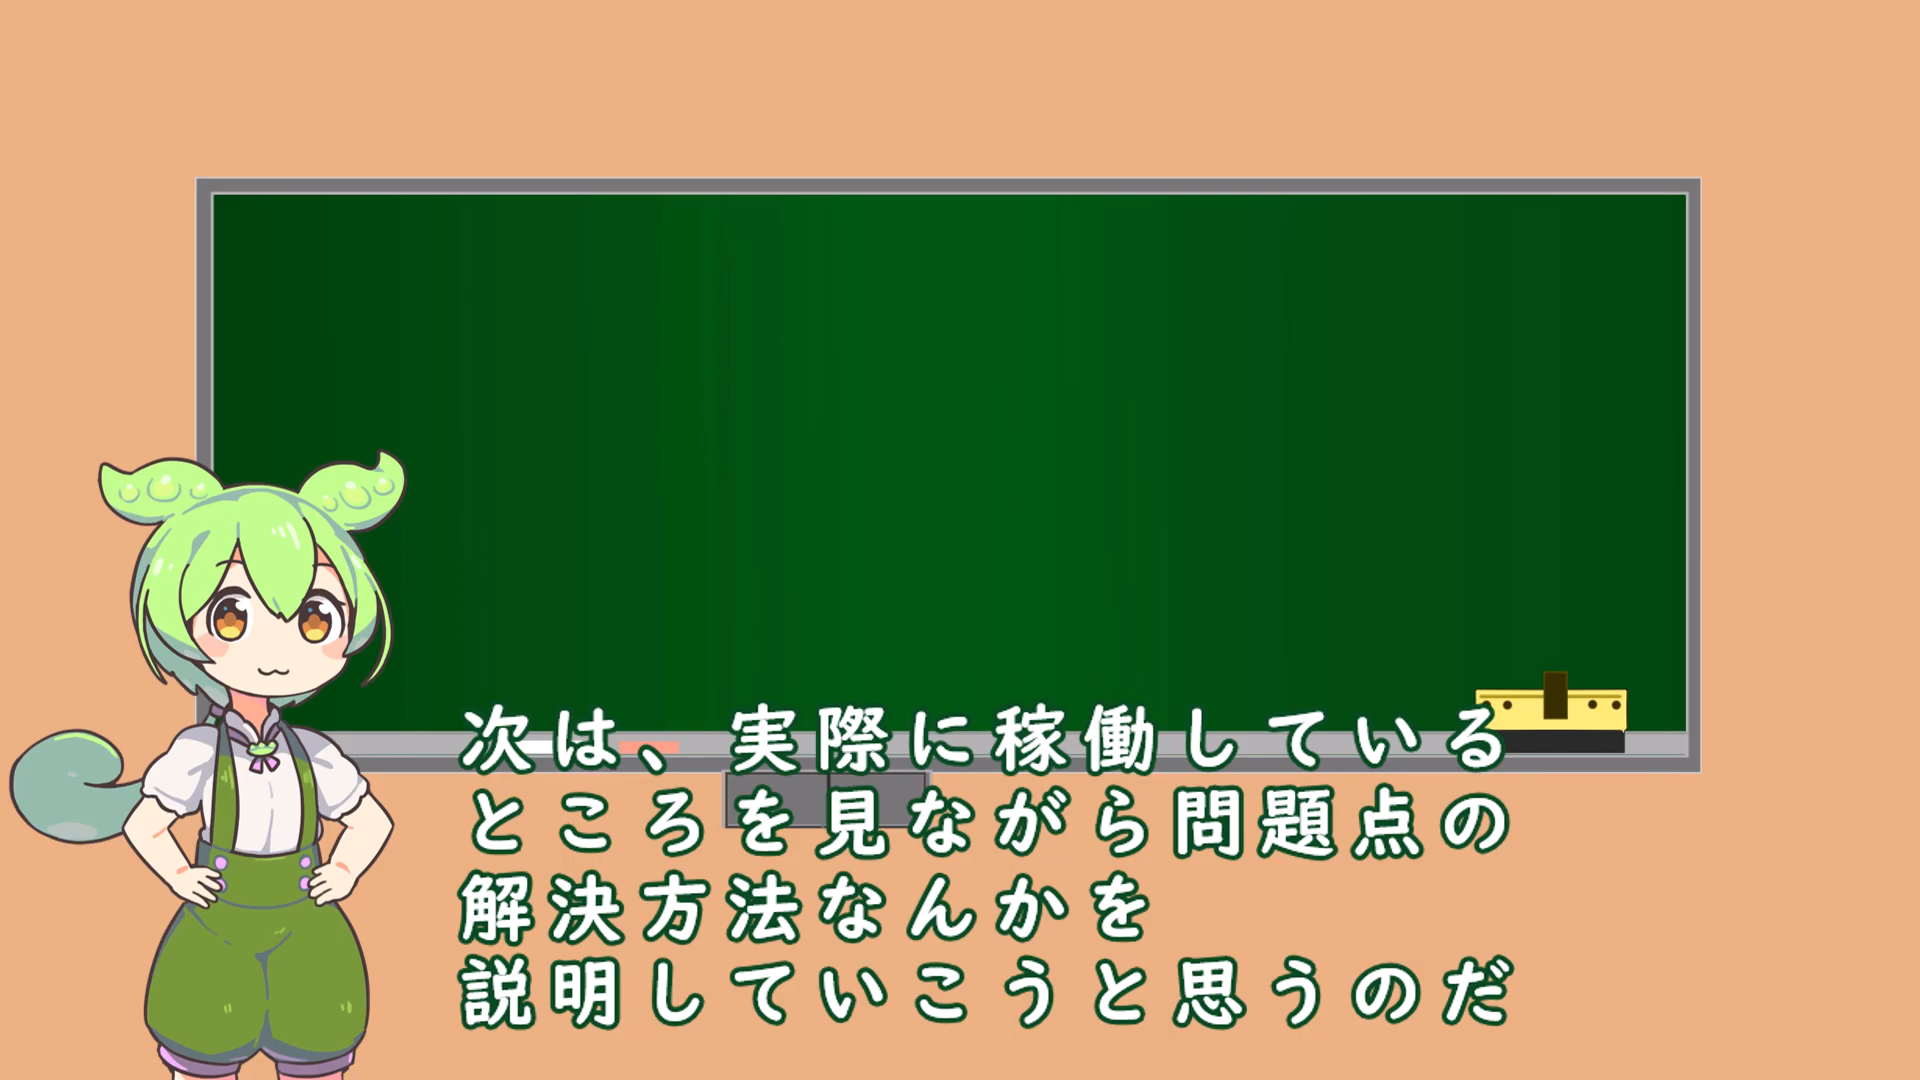 次は、実際に稼働している
ところを見ながら問題点の
解決方法なんかを
説明していこうと思うのだ